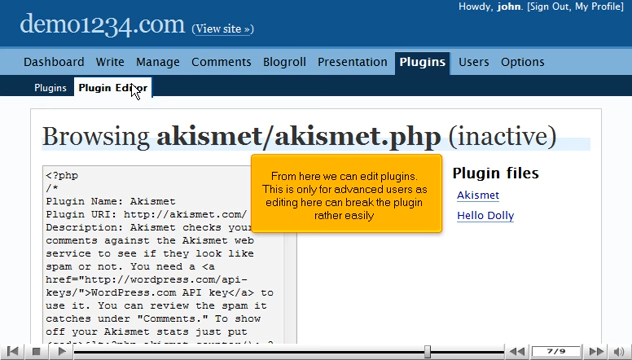 Howdy, john. [Sign Out, My Profile]
demo1234.com (View site »)
Dashboard Write Manage Comments Blogroll Presentation Plugins Users Options
Plugins Plugin Editor
Browsing akismet/akismet.php (inactive)
<?php
/*
Plugin Name: Akismet
Plugin URI: http://akismet.com/
Description: Akismet checks your
comments against the Akismet web
service to see if they look like
spam or not. You need a <a
href="http://wordpress.com/api-
keys/">WordPress.com API key</a> to
use it. You can review the spam it
catches under "Comments." To show
off your Akismet stats just put
From here we can edit plugins.
This is only for advanced users as
editing here can break the plugin
rather easily
Plugin files
Akismet
Hello Dolly
7/9